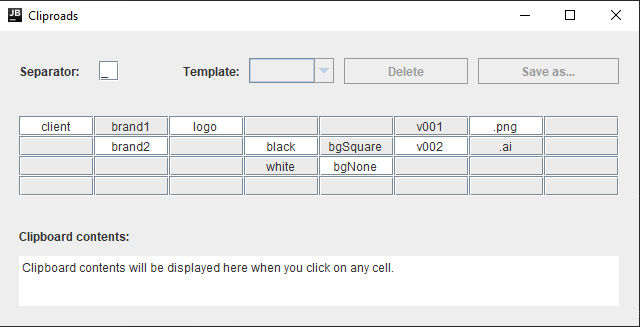 JB Cliproads
Separator: _ Template: Delete Save as...
client brand1 logo v001 .png
brand2 black bgSquare v002 .ai
white bgNone
Clipboard contents:
Clipboard contents will be displayed here when you click on any cell.